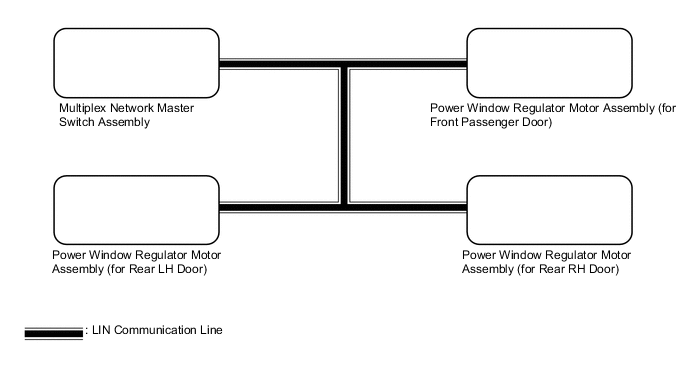 Multiplex Network Master
Switch Assembly
Power Window Regulator Motor Assembly (for
Front Passenger Door)
Power Window Regulator Motor
Assembly (for Rear LH Door)
Power Window Regulator Motor
Assembly (for Rear RH Door)
: LIN Communication Line